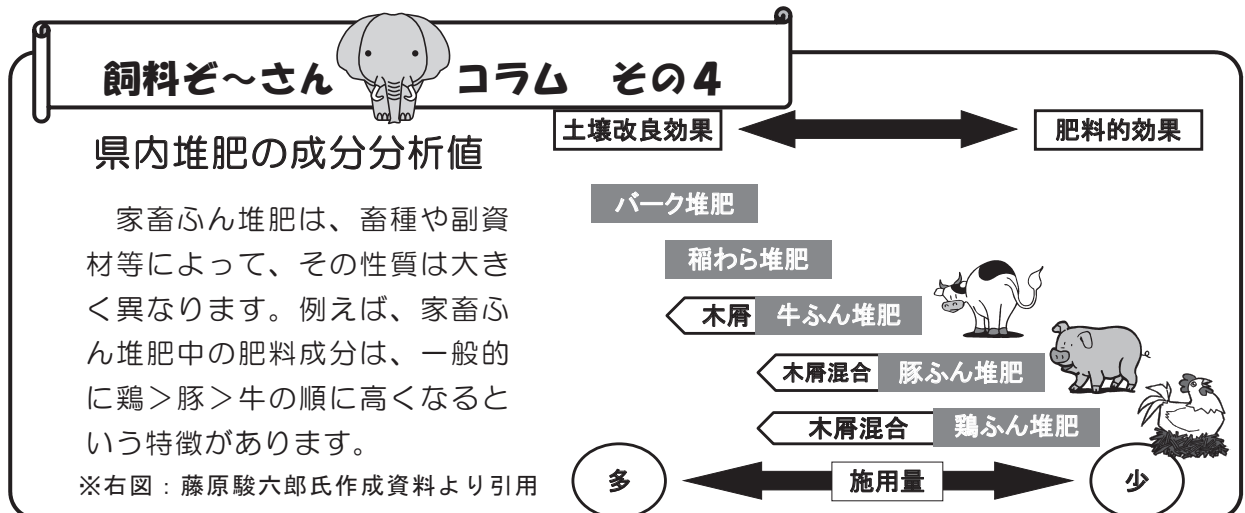 飼料ぞ～さん コラム その4
県内堆肥の成分分析値
家畜ふん堆肥は、畜種や副資
材等によって、その性質は大き
く異なります。例えば、家畜ふ
ん堆肥中の肥料成分は、一般的
に鶏＞豚＞牛の順に高くなると
いう特徴があります。
※右図：藤原駿六郎氏作成資料より引用
土壌改良効果 肥料的効果
バーク堆肥
稲わら堆肥
木屑 牛ふん堆肥
木屑混合 豚ふん堆肥
木屑混合 鶏ふん堆肥
多 施用量 少